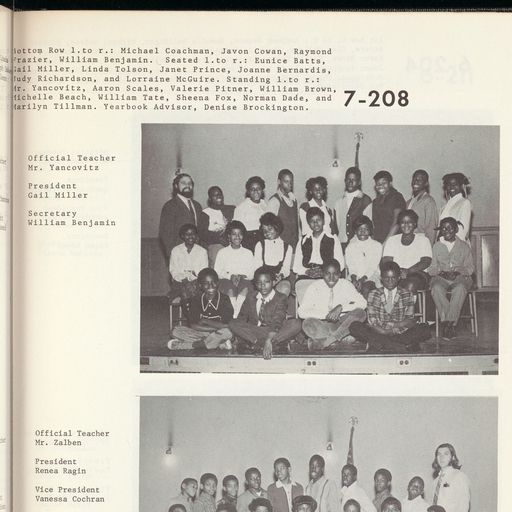 Bottom Row l.to r.: Michael Coachman, Javon Cowan, Raymond
Frazier, William Benjamin. Seated l.to r.: Eunice Batts,
Gail Miller, Linda Tolson, Janet Prince, Joanne Bernardis,
Judy Richardson, and Lorraine McGuire. Standing l.to r.:
Mr. Yancovitz, Aaron Scales, Valerie Pitner, William Brown,
Michelle Beach, William Tate, Sheena Fox, Norman Dade, and
Marilyn Tillman. Yearbook Advisor, Denise Brockington.
7-208
Official Teacher
Mr. Yancovitz
President
Gail Miller
Secretary
William Benjamin
Official Teacher
Mr. Zalben
President
Renea Ragin
Vice President
Vanessa Cochran